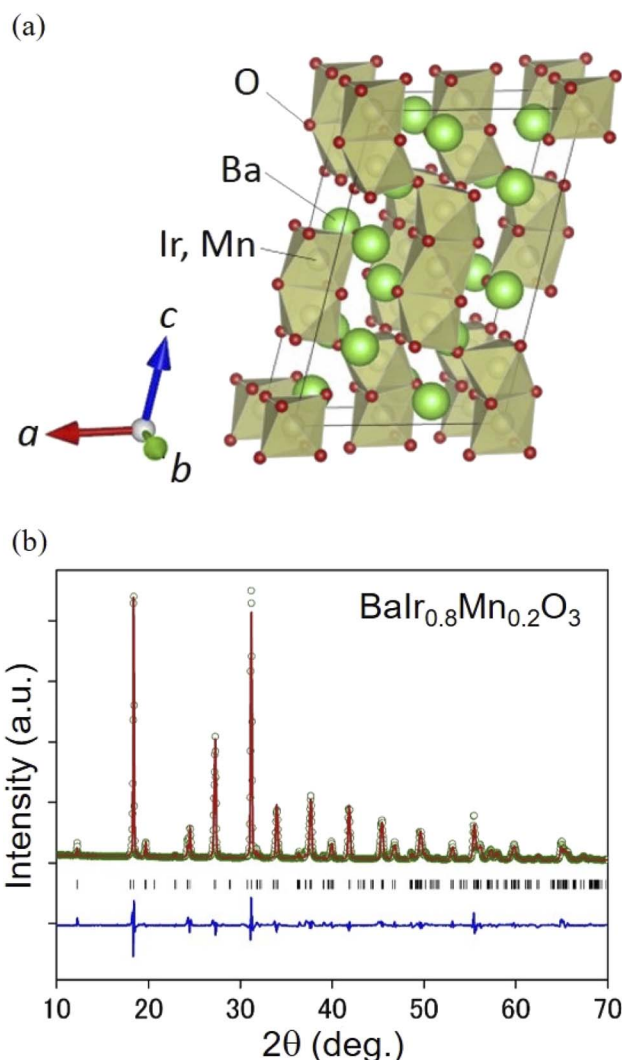 (a)
O
Ba
Ir, Mn
c
a
b
(b)
BaIr₀.₈Mn₀.₂O₃
Intensity (a.u.)
10 20 30 40 50 60 70
2θ (deg.)